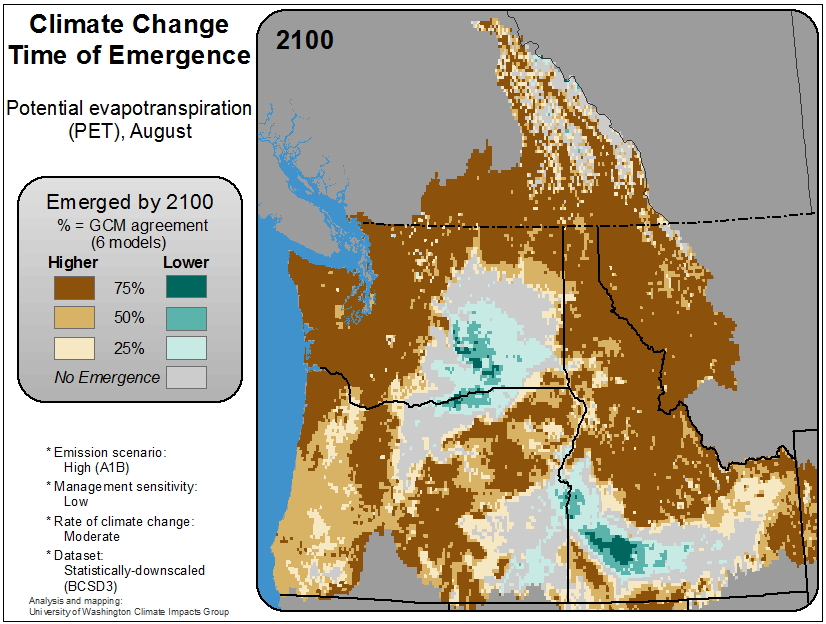 Climate Change
Time of Emergence
Potential evapotranspiration
(PET), August
Emerged by 2100
% = GCM agreement
(6 models)
Higher Lower
75%
50%
25%
No Emergence
* Emission scenario:
High (A1B)
* Management sensitivity:
Low
* Rate of climate change:
Moderate
* Dataset:
Statistically-downscaled
(BCSD3)
Analysis and mapping:
University of Washington Climate Impacts Group
2100